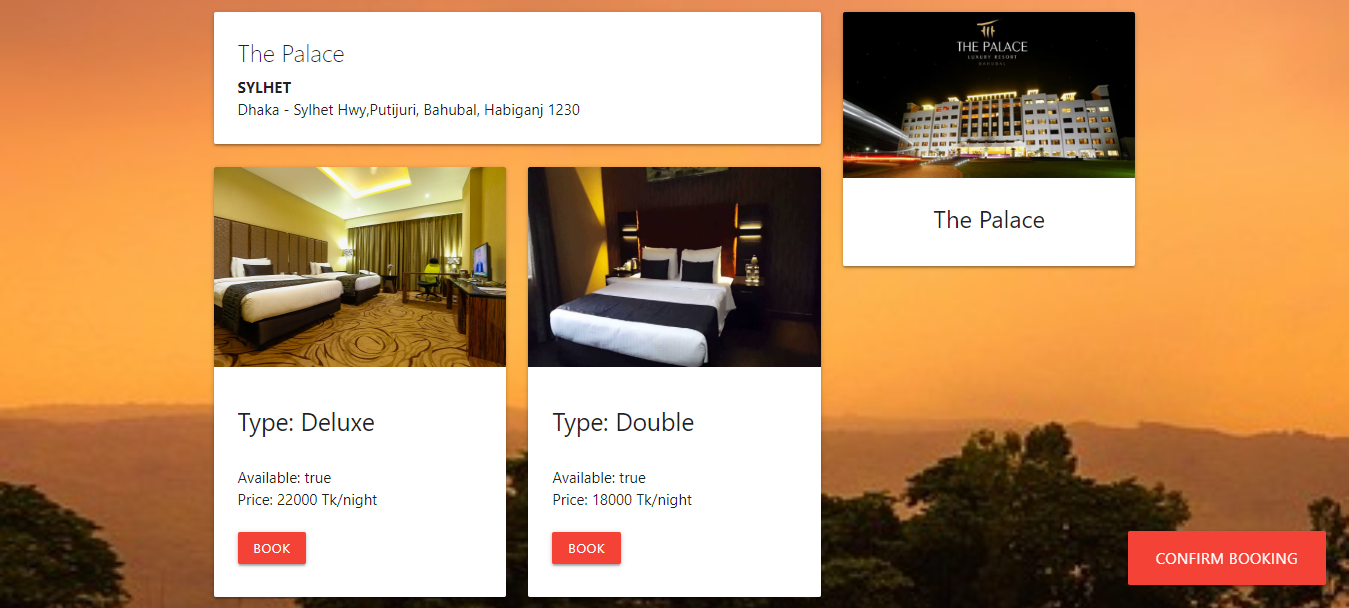 The Palace
SYLHET
Dhaka - Sylhet Hwy,Putijuri, Bahubal, Habiganj 1230
THE PALACE
LUXURY RESORT
BAHUBAL
The Palace
Type: Deluxe
Available: true
Price: 22000 Tk/night
BOOK
Type: Double
Available: true
Price: 18000 Tk/night
BOOK
CONFIRM BOOKING